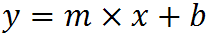 y = m × x + b